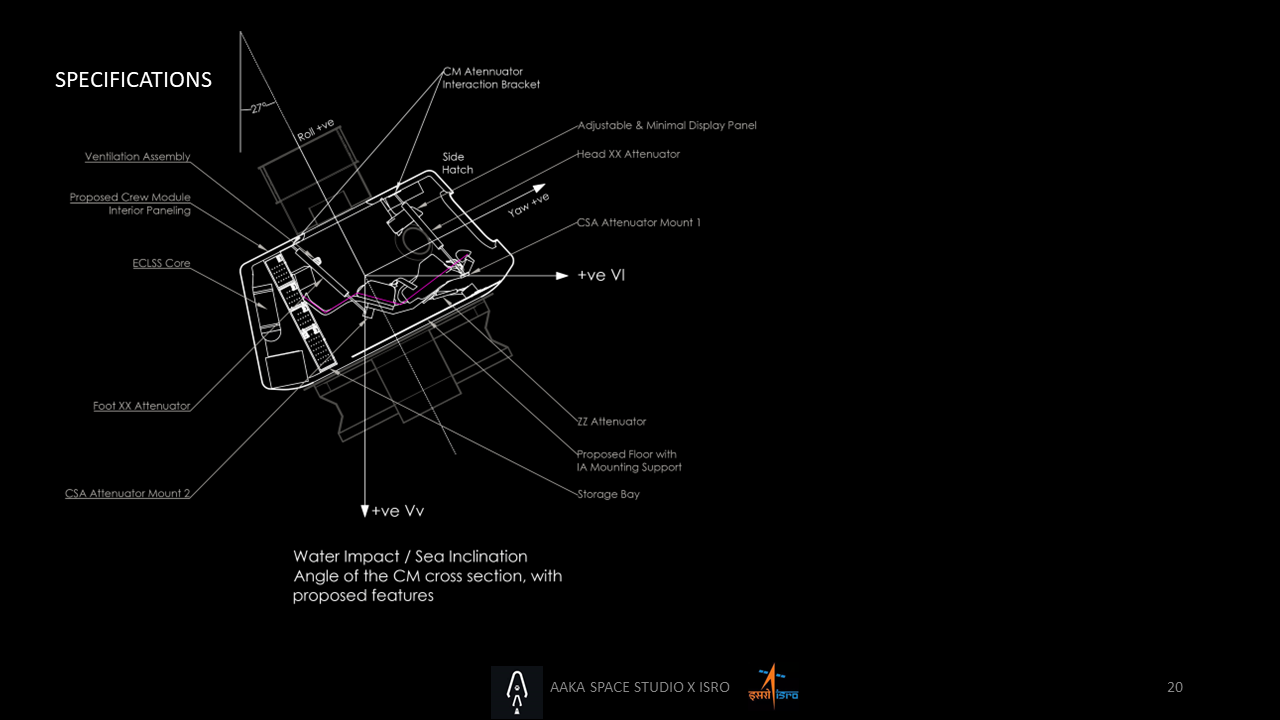 SPECIFICATIONS
27°
Roll +ve
CM Atennuator
Interaction Bracket
Adjustable & Minimal Display Panel
Ventilation Assembly
Side
Hatch
Head XX Attenuator
Proposed Crew Module
Interior Paneling
Yaw +ve
CSA Attenuator Mount 1
ECLSS Core
+ve Vl
Foot XX Attenuator
ZZ Attenuator
Proposed Floor with
IA Mounting Support
CSA Attenuator Mount 2
Storage Bay
+ve Vv
Water Impact / Sea Inclination
Angle of the CM cross section, with
proposed features
AAKA SPACE STUDIO X ISRO
इसरो isro
20